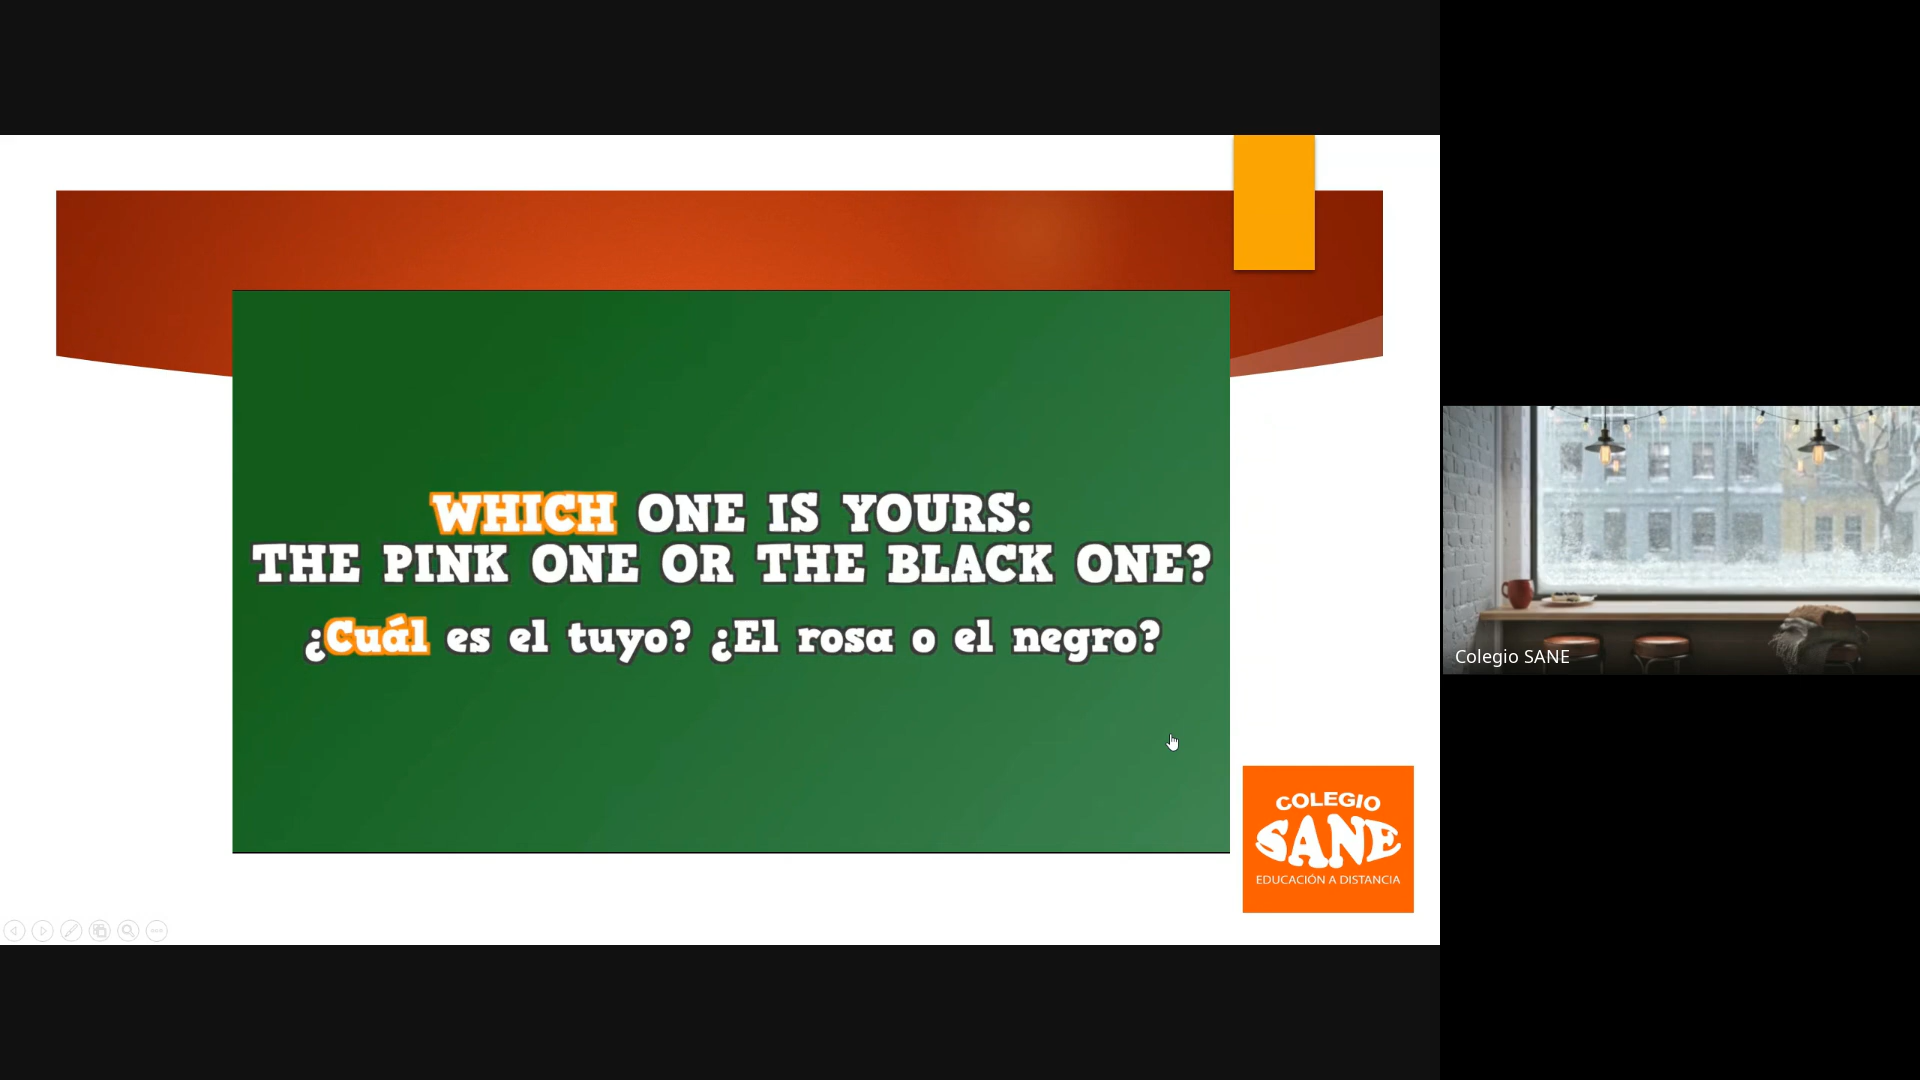 WHICH ONE IS YOURS:
THE PINK ONE OR THE BLACK ONE?
¿Cuál es el tuyo? ¿El rosa o el negro?
Colegio SANE
COLEGIO
SANE
EDUCACIÓN A DISTANCIA